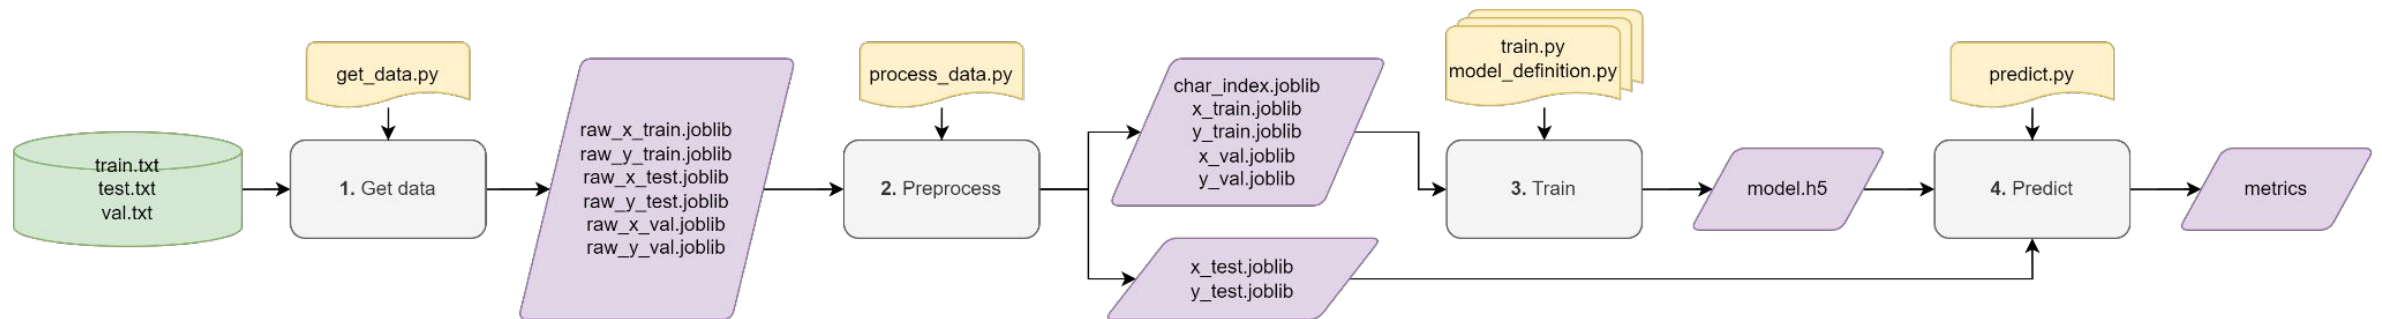 train.txt
test.txt
val.txt
get_data.py
1. Get data
raw_x_train.joblib
raw_y_train.joblib
raw_x_test.joblib
raw_y_test.joblib
raw_x_val.joblib
raw_y_val.joblib
process_data.py
2. Preprocess
char_index.joblib
x_train.joblib
y_train.joblib
x_val.joblib
y_val.joblib
x_test.joblib
y_test.joblib
train.py
model_definition.py
3. Train
model.h5
predict.py
4. Predict
metrics